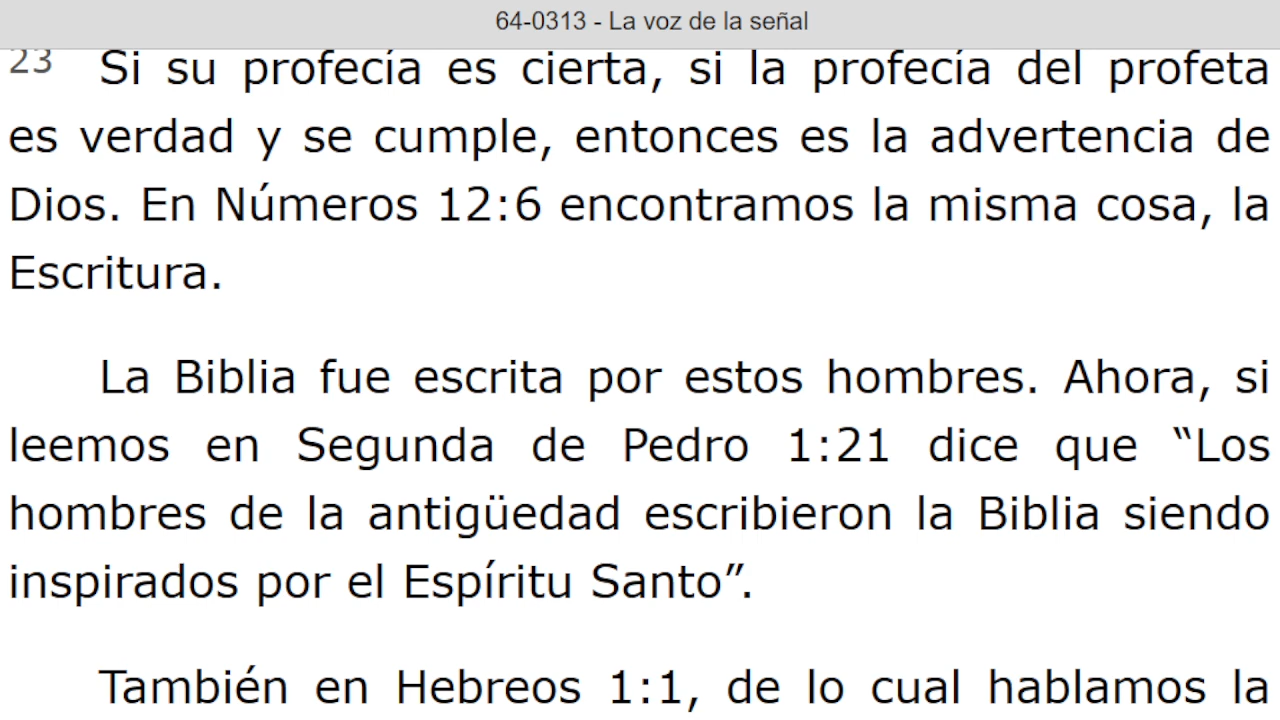 64-0313 - La voz de la señal
23 Si su profecía es cierta, si la profecía del profeta
es verdad y se cumple, entonces es la advertencia de
Dios. En Números 12:6 encontramos la misma cosa, la
Escritura.
La Biblia fue escrita por estos hombres. Ahora, si
leemos en Segunda de Pedro 1:21 dice que “Los
hombres de la antigüedad escribieron la Biblia siendo
inspirados por el Espíritu Santo”.
También en Hebreos 1:1, de lo cual hablamos la